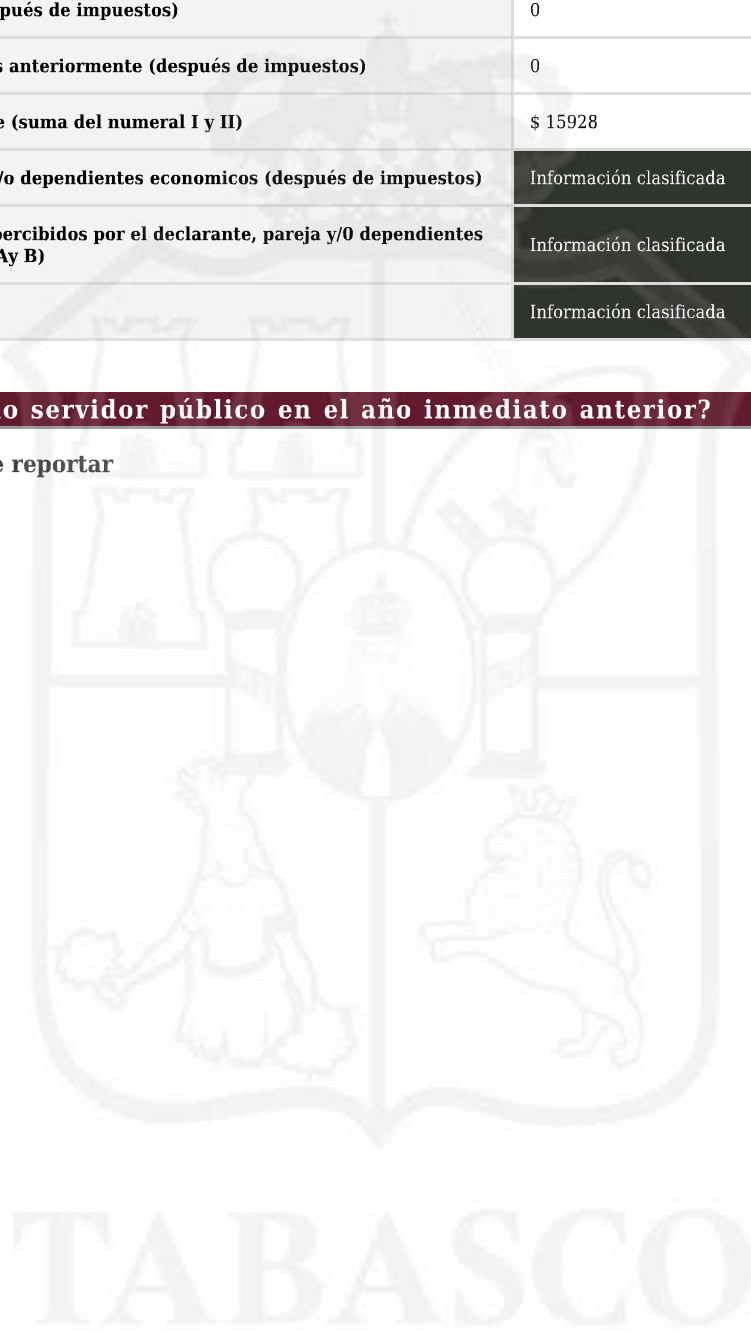 pués de impuestos)
0
s anteriormente (después de impuestos)
0
e (suma del numeral I y II)
$ 15928
/o dependientes economicos (después de impuestos)
Información clasificada
percibidos por el declarante, pareja y/0 dependientes
Ay B)
Información clasificada
Información clasificada
o servidor público en el año inmediato anterior?
e reportar
TABASCO